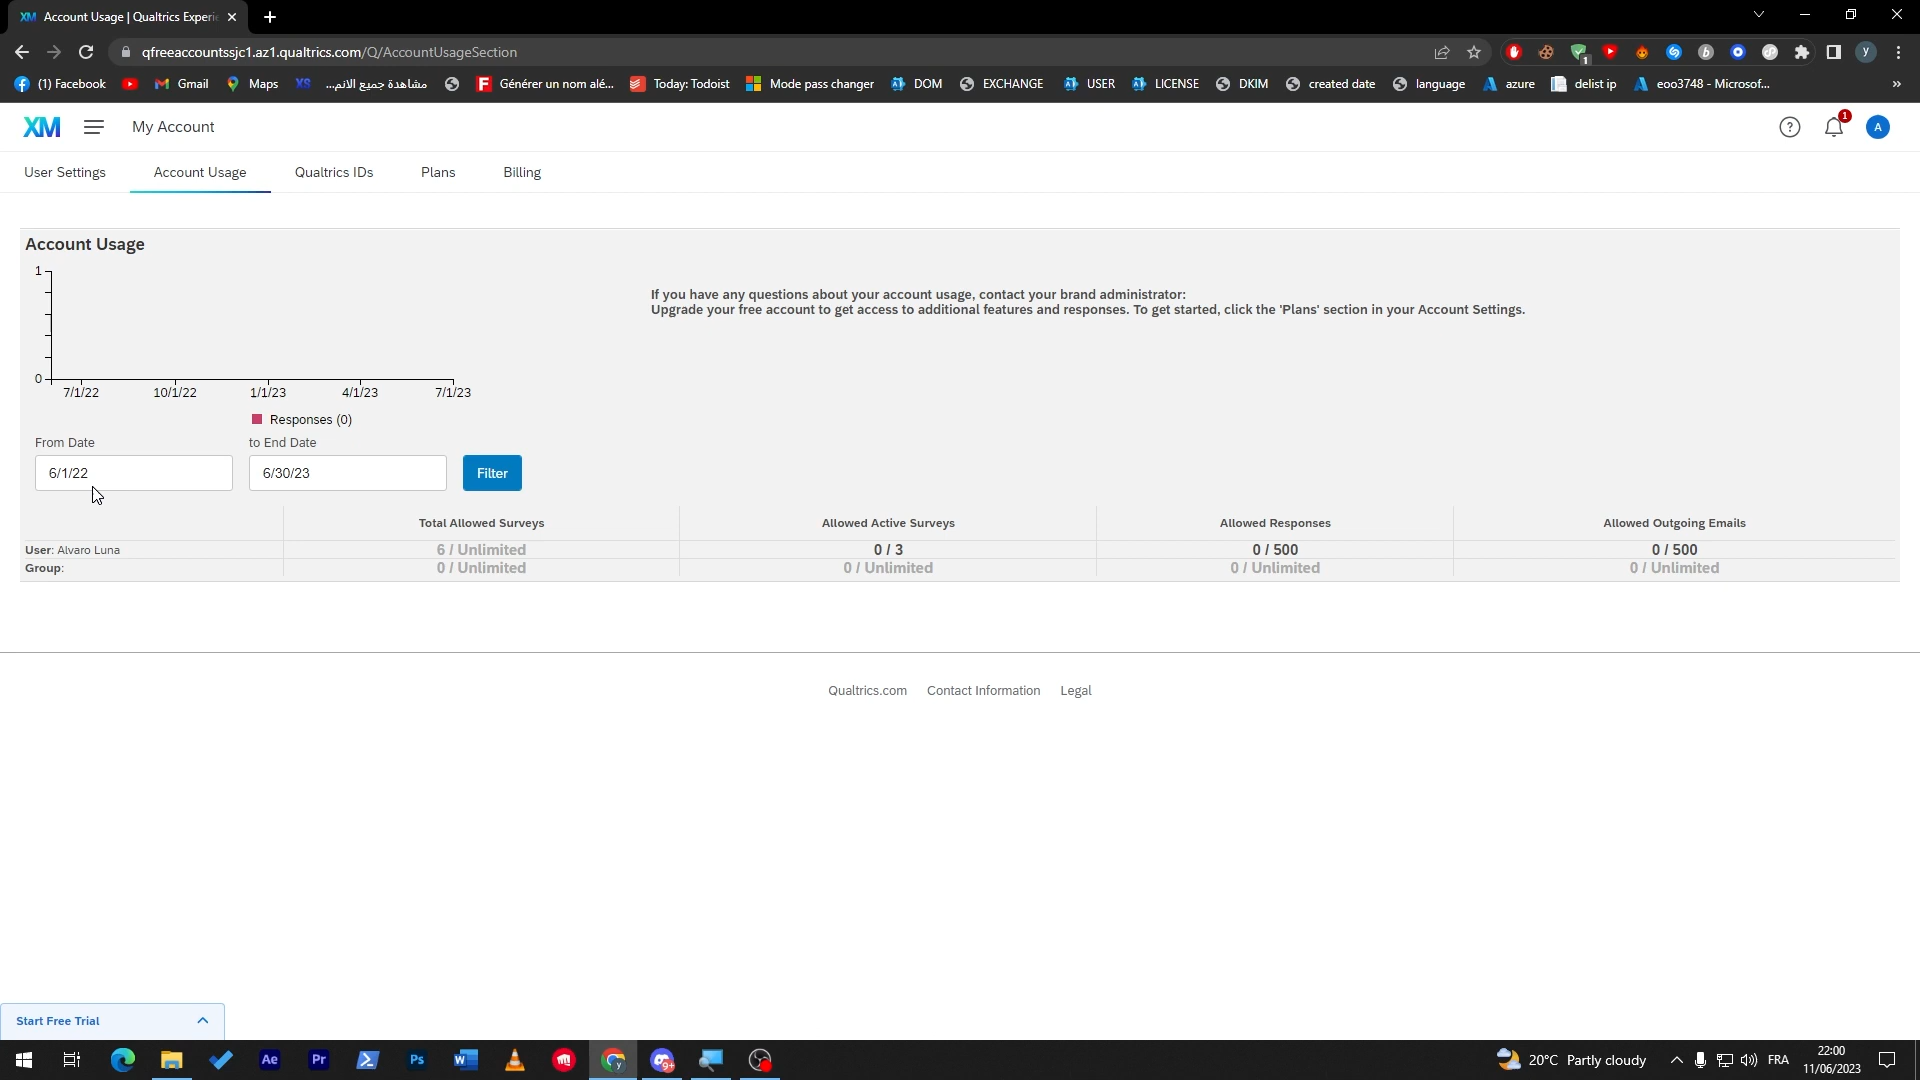 XM Account Usage | Qualtrics Experie
qfreeaccountssjc1.az1.qualtrics.com/Q/AccountUsageSection
1
b
y
(1) Facebook
Gmail
Maps
XS
مشاهدة جميع الانمي...
F Générer un nom alé...
Today: Todoist
Mode pass changer
DOM
EXCHANGE
USER
LICENSE
DKIM
created date
language
azure
delist ip
eoo3748 - Microsof...
»
XM
My Account
?
1
A
User Settings
Account Usage
Qualtrics IDs
Plans
Billing
Account Usage
1
0
7/1/22 10/1/22 1/1/23 4/1/23 7/1/23
Responses (0)
If you have any questions about your account usage, contact your brand administrator:
Upgrade your free account to get access to additional features and responses. To get started, click the 'Plans' section in your Account Settings.
From Date to End Date
6/1/22 6/30/23 Filter
Total Allowed Surveys Allowed Active Surveys Allowed Responses Allowed Outgoing Emails
User: Alvaro Luna 6 / Unlimited 0 / 3 0 / 500 0 / 500
Group: 0 / Unlimited 0 / Unlimited 0 / Unlimited 0 / Unlimited
Qualtrics.com Contact Information Legal
Start Free Trial
Ae
Pr
Ps
W
y
9+
20°C Partly cloudy
FRA
22:00
11/06/2023